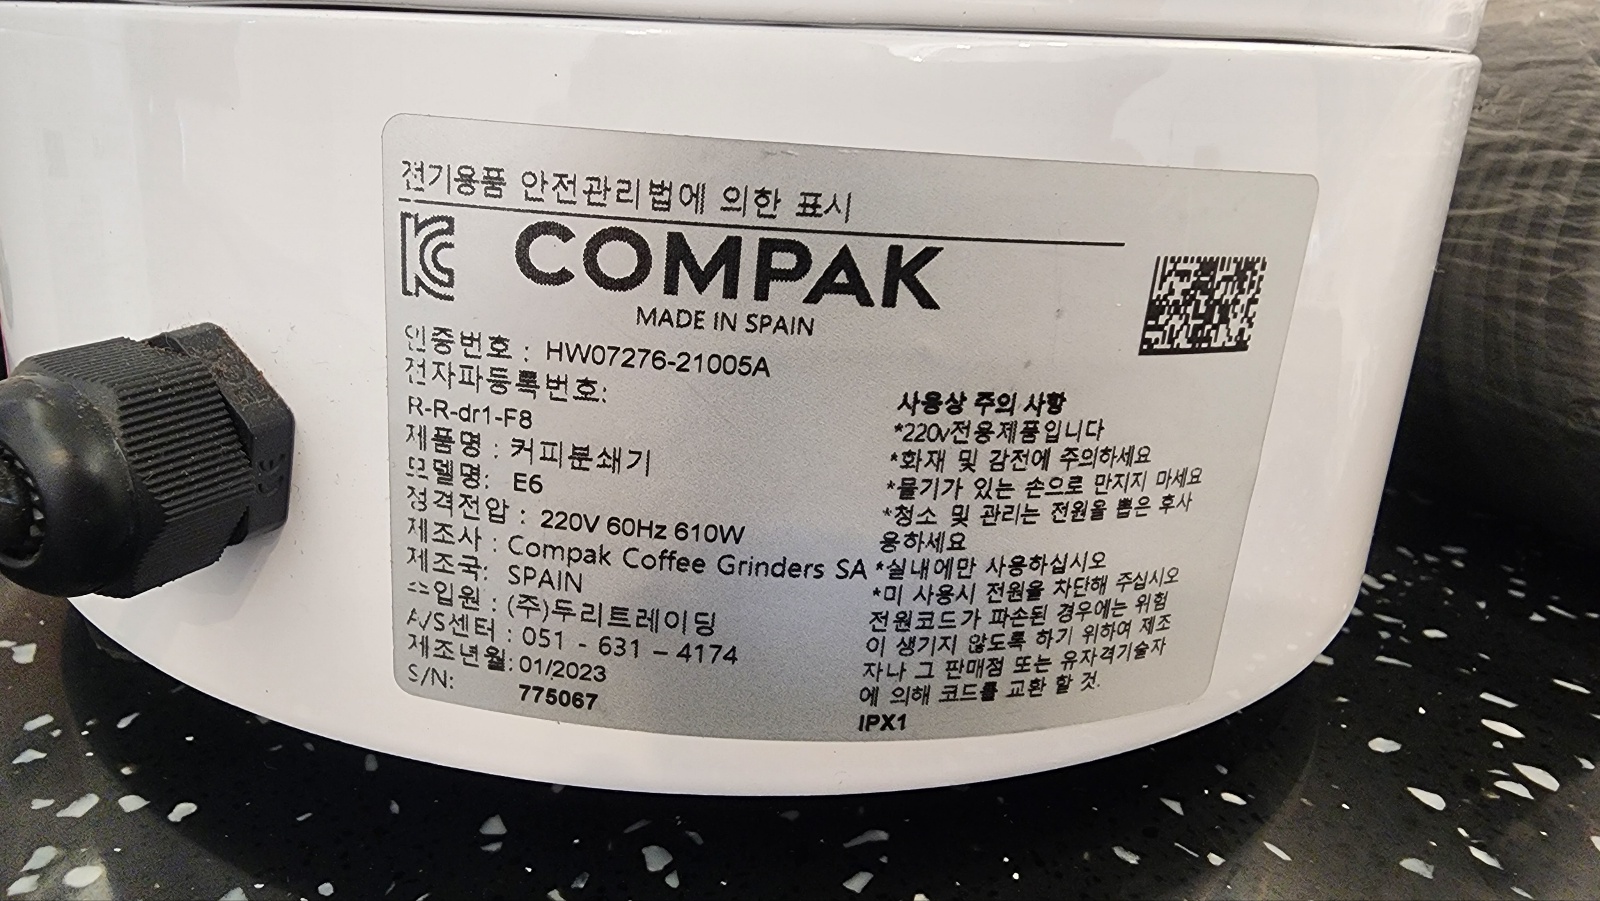 전기용품 안전관리법에 의한 표시
COMPAK
MADE IN SPAIN
인증번호 : HW07276-21005A
전자파등록번호:
R-R-dr1-F8
제품명 : 커피분쇄기
모델명: E6
정격전압 : 220V 60Hz 610W
제조사 : Compak Coffee Grinders SA
제조국: SPAIN
수입원 : (주)두리트레이딩
A/S센터 : 051 - 631 - 4174
제조년월: 01/2023
S/N: 775067
사용상 주의 사항
*220v전용제품입니다
*화재 및 감전에 주의하세요
*물기가 있는 손으로 만지지 마세요
*청소 및 관리는 전원을 뽑은 후사
용하세요
*실내에만 사용하십시오
*미 사용시 전원을 차단해 주십시오
전원코드가 파손된 경우에는 위험
이 생기지 않도록 하기 위하여 제조
자나 그 판매점 또는 유자격기술자
에 의해 코드를 교환 할 것.
IPX1